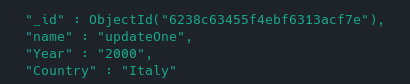 "_id" : ObjectId("6238c63455f4ebf6313acf7e"),
"name" : "updateOne",
"Year" : "2000",
"Country" : "Italy"